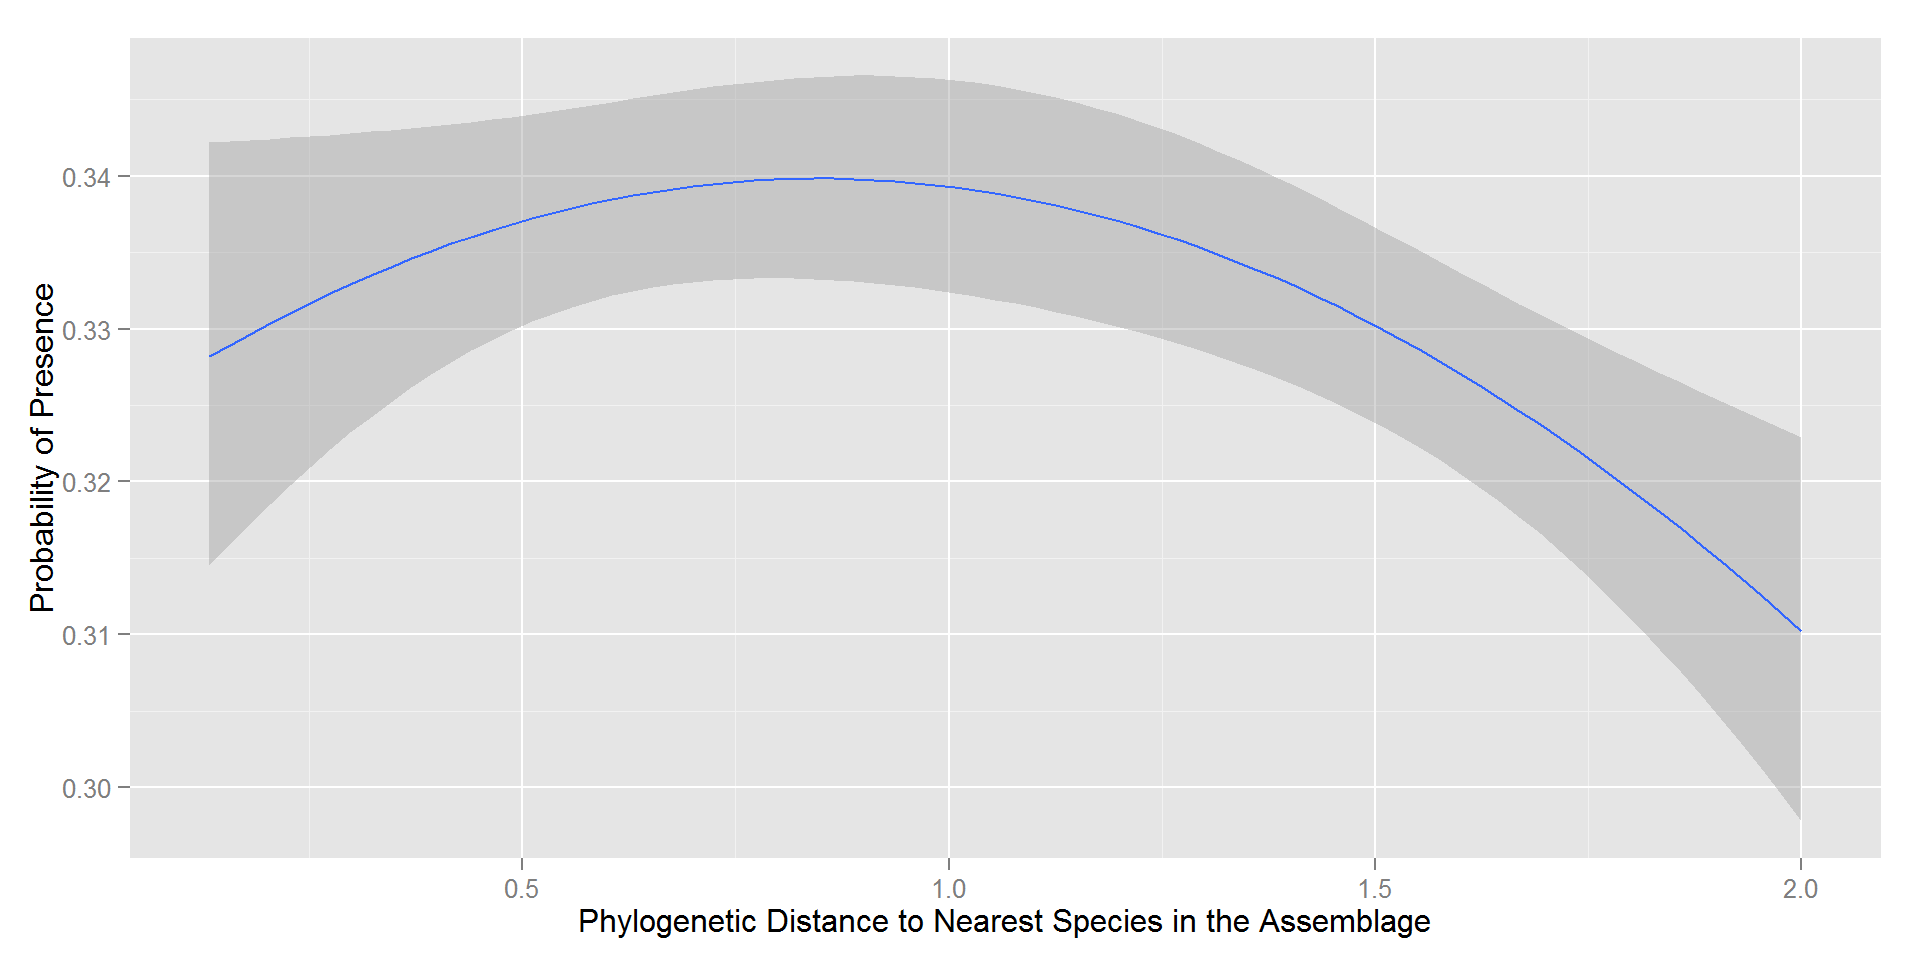 Probability of Presence
0.34
0.33
0.32
0.31
0.30
0.5 1.0 1.5 2.0
Phylogenetic Distance to Nearest Species in the Assemblage